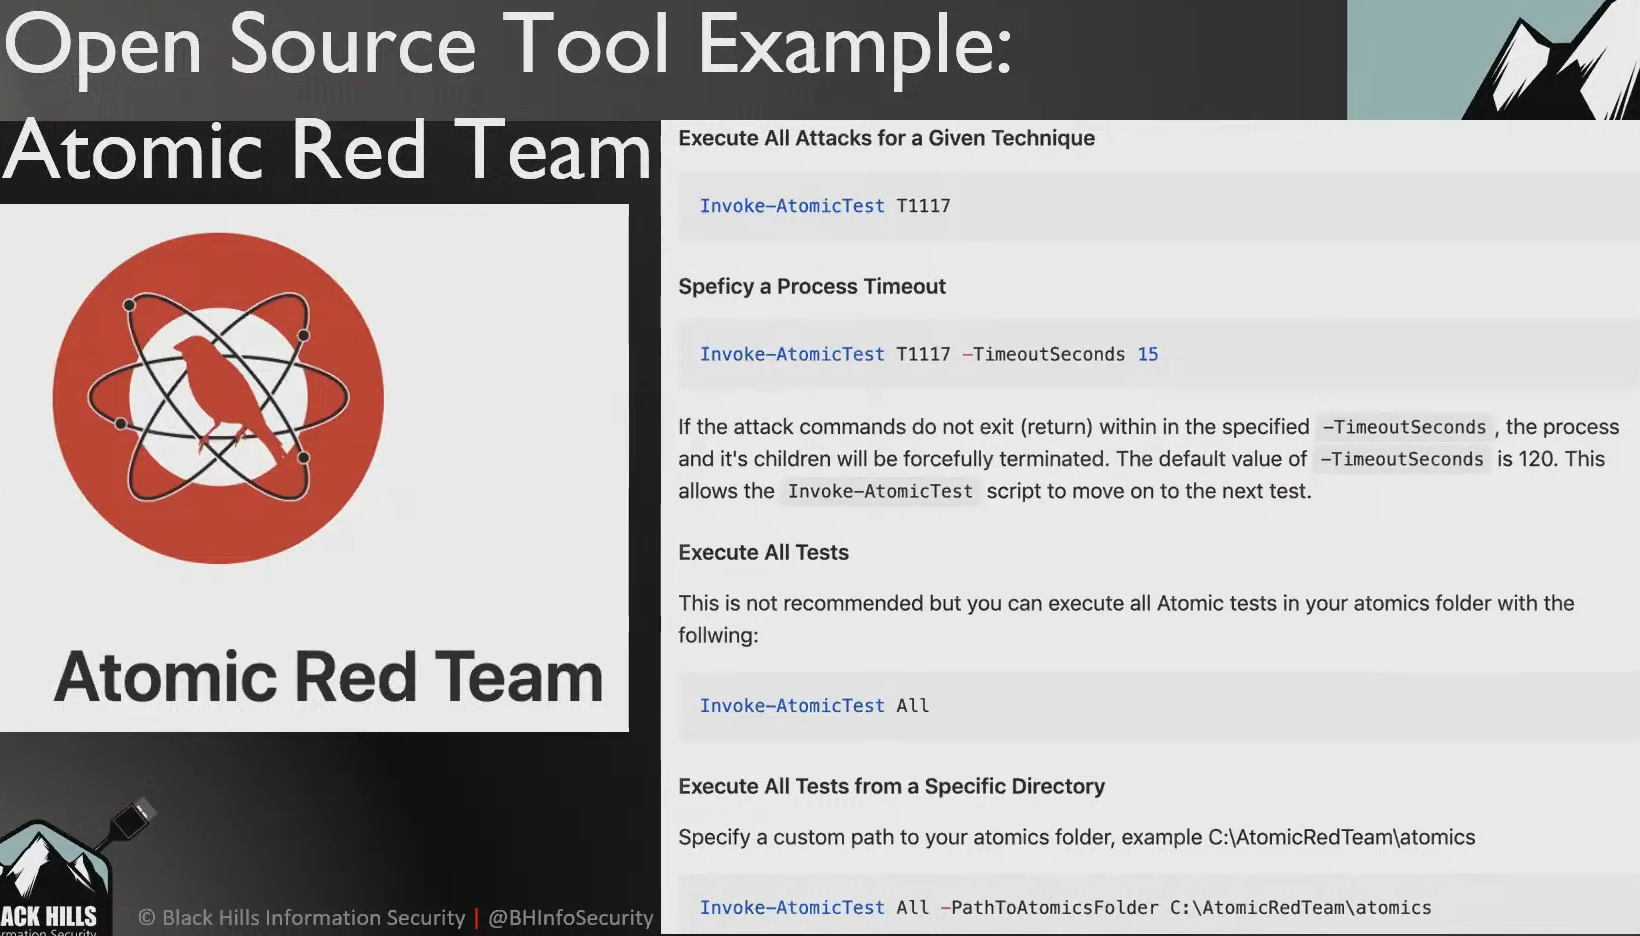 Open Source Tool Example:
Atomic Red Team
Atomic Red Team
Execute All Attacks for a Given Technique
Invoke-AtomicTest T1117
Speficy a Process Timeout
Invoke-AtomicTest T1117 -TimeoutSeconds 15
If the attack commands do not exit (return) within in the specified -TimeoutSeconds , the process
and it's children will be forcefully terminated. The default value of -TimeoutSeconds is 120. This
allows the Invoke-AtomicTest script to move on to the next test.
Execute All Tests
This is not recommended but you can execute all Atomic tests in your atomics folder with the
follwing:
Invoke-AtomicTest All
Execute All Tests from a Specific Directory
Specify a custom path to your atomics folder, example C:\AtomicRedTeam\atomics
Invoke-AtomicTest All -PathToAtomicsFolder C:\AtomicRedTeam\atomics
ACK HILLS
rmation Security
© Black Hills Information Security | @BHInfoSecurity